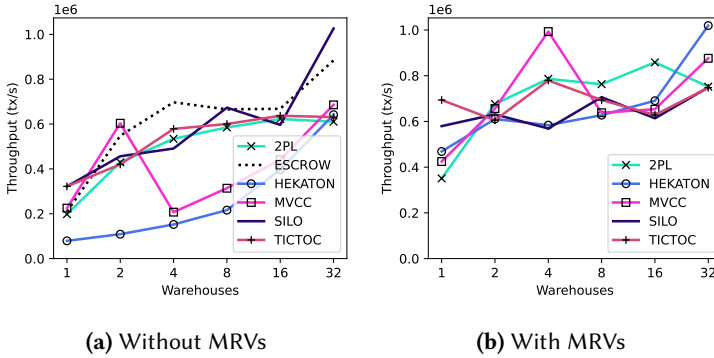 1e6
1.0
0.8
0.6
0.4
0.2
0.0
Throughput (tx/s)
2PL
ESCROW
HEKATON
MVCC
SILO
TICTOC
1 2 4 8 16 32
Warehouses
(a) Without MRVs
1e6
1.0
0.8
0.6
0.4
0.2
0.0
Throughput (tx/s)
2PL
HEKATON
MVCC
SILO
TICTOC
1 2 4 8 16 32
Warehouses
(b) With MRVs